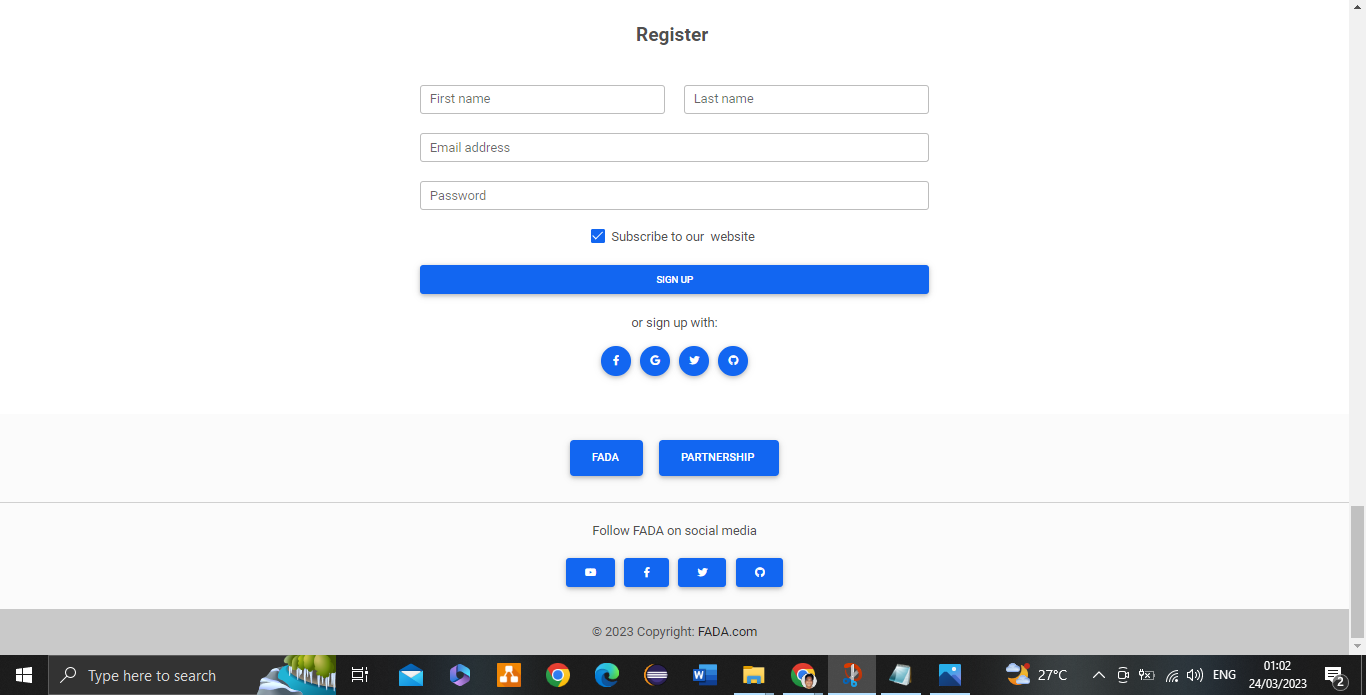 Register
First name
Last name
Email address
Password
Subscribe to our  website
SIGN UP
or sign up with:
FADA
PARTNERSHIP
Follow FADA on social media
© 2023 Copyright: FADA.com
Type here to search
27°C
ENG
01:02
24/03/2023
2